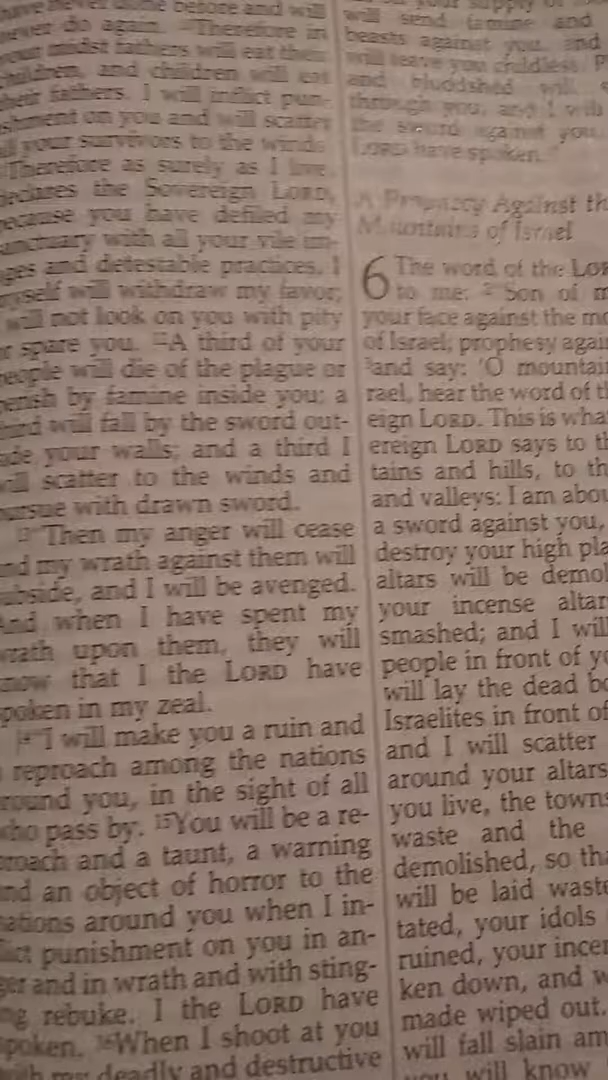 have never done before and will
never do again. ¹⁰Therefore in
your midst fathers will eat their
children, and children will eat
their fathers. I will inflict pun-
ishment on you and will scatter
all your survivors to the winds.
Therefore as surely as I live,
declares the Sovereign LORD,
because you have defiled my
sanctuary with all your vile im-
ages and detestable practices, I
myself will withdraw my favor;
will not look on you with pity
or spare you. ¹²A third of your
people will die of the plague or
perish by famine inside you; a
third will fall by the sword out-
side your walls; and a third I
will scatter to the winds and
pursue with drawn sword.
¹³"Then my anger will cease
and my wrath against them will
subside, and I will be avenged.
And when I have spent my
wrath upon them, they will
know that I the LORD have
spoken in my zeal.
¹⁴"I will make you a ruin and
reproach among the nations
around you, in the sight of all
who pass by. ¹⁵You will be a re-
proach and a taunt, a warning
and an object of horror to the
nations around you when I in-
flict punishment on you in an-
ger and in wrath and with sting-
ing rebuke. I the LORD have
spoken. ¹⁶When I shoot at you
with my deadly and destructive
your supply of
will send famine and
beasts against you, and
will leave you childless. P
and bloodshed will
through you, and I will
the sword against you.
LORD have spoken."
A Prophecy Against th
Mountains of Israel
6 The word of the LOR
to me: ²"Son of m
your face against the mo
of Israel; prophesy agai
³and say: 'O mountai
rael, hear the word of t
eign LORD. This is wha
ereign LORD says to th
tains and hills, to th
and valleys: I am abou
a sword against you,
destroy your high pla
altars will be demol
your incense altar
smashed; and I will
people in front of yo
will lay the dead bo
Israelites in front of
and I will scatter
around your altars
you live, the towns
waste and the
demolished, so tha
will be laid waste
tated, your idols
ruined, your incen
ken down, and w
made wiped out.
will fall slain am
you will know